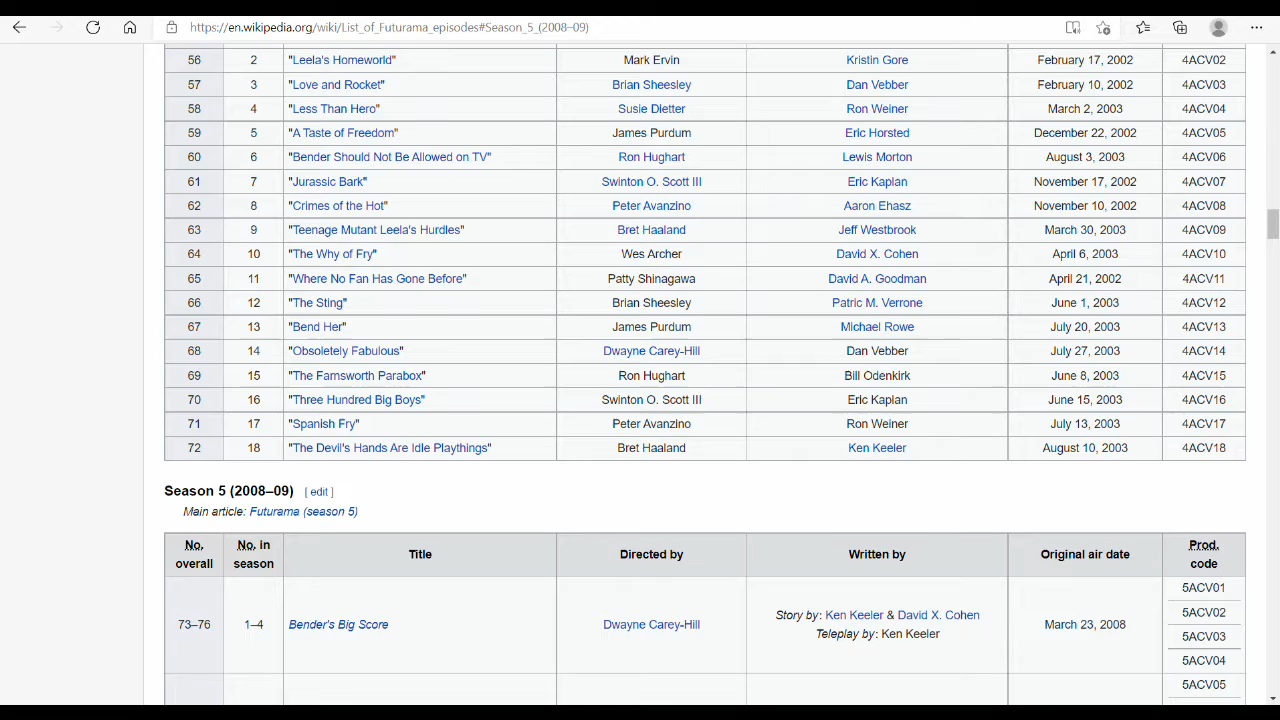 https://en.wikipedia.org/wiki/List_of_Futurama_episodes#Season_5_(2008–09)
56 2 "Leela's Homeworld" Mark Ervin Kristin Gore February 17, 2002 4ACV02
57 3 "Love and Rocket" Brian Sheesley Dan Vebber February 10, 2002 4ACV03
58 4 "Less Than Hero" Susie Dietter Ron Weiner March 2, 2003 4ACV04
59 5 "A Taste of Freedom" James Purdum Eric Horsted December 22, 2002 4ACV05
60 6 "Bender Should Not Be Allowed on TV" Ron Hughart Lewis Morton August 3, 2003 4ACV06
61 7 "Jurassic Bark" Swinton O. Scott III Eric Kaplan November 17, 2002 4ACV07
62 8 "Crimes of the Hot" Peter Avanzino Aaron Ehasz November 10, 2002 4ACV08
63 9 "Teenage Mutant Leela's Hurdles" Bret Haaland Jeff Westbrook March 30, 2003 4ACV09
64 10 "The Why of Fry" Wes Archer David X. Cohen April 6, 2003 4ACV10
65 11 "Where No Fan Has Gone Before" Patty Shinagawa David A. Goodman April 21, 2002 4ACV11
66 12 "The Sting" Brian Sheesley Patric M. Verrone June 1, 2003 4ACV12
67 13 "Bend Her" James Purdum Michael Rowe July 20, 2003 4ACV13
68 14 "Obsoletely Fabulous" Dwayne Carey-Hill Dan Vebber July 27, 2003 4ACV14
69 15 "The Farnsworth Parabox" Ron Hughart Bill Odenkirk June 8, 2003 4ACV15
70 16 "Three Hundred Big Boys" Swinton O. Scott III Eric Kaplan June 15, 2003 4ACV16
71 17 "Spanish Fry" Peter Avanzino Ron Weiner July 13, 2003 4ACV17
72 18 "The Devil's Hands Are Idle Playthings" Bret Haaland Ken Keeler August 10, 2003 4ACV18
Season 5 (2008–09) [ edit ]
Main article: Futurama (season 5)
No. overall No. in season Title Directed by Written by Original air date Prod. code
73–76 1–4 Bender's Big Score Dwayne Carey-Hill Story by: Ken Keeler & David X. Cohen March 23, 2008 5ACV01
Teleplay by: Ken Keeler 5ACV02
5ACV03
5ACV04
5ACV05